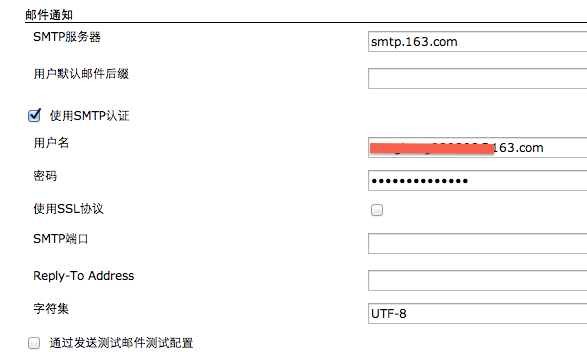 邮件通知
SMTP服务器
smtp.163.com
用户默认邮件后缀
使用SMTP认证
用户名
163.com
密码
••••••••••••••
使用SSL协议
SMTP端口
Reply-To Address
字符集
UTF-8
通过发送测试邮件测试配置